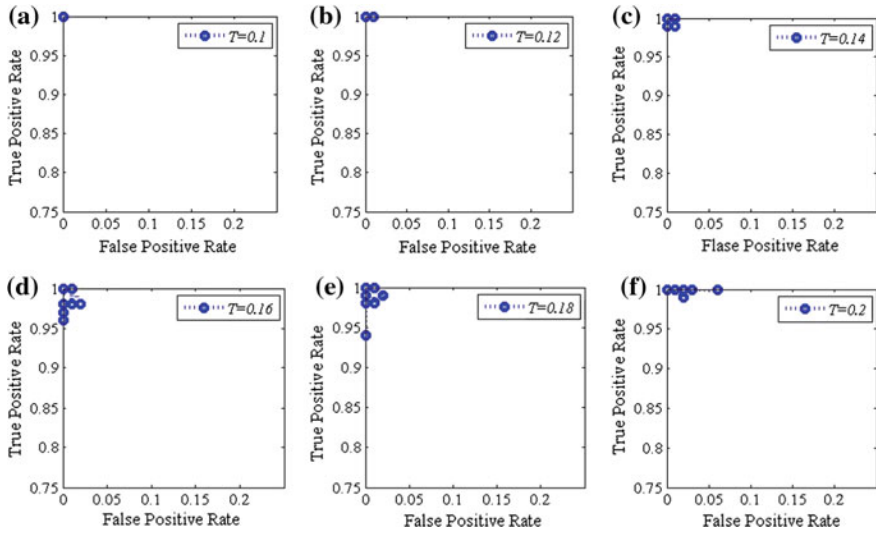 (a)
1
T=0.1
0.95
0.9
0.85
0.8
0.75
0 0.05 0.1 0.15 0.2
True Positive Rate
False Positive Rate
(b)
1
T=0.12
0.95
0.9
0.85
0.8
0.75
0 0.05 0.1 0.15 0.2
True Positive Rate
False Positive Rate
(c)
1
T=0.14
0.95
0.9
0.85
0.8
0.75
0 0.05 0.1 0.15 0.2
True Positive Rate
Flase Positive Rate
(d)
1
T=0.16
0.95
0.9
0.85
0.8
0.75
0 0.05 0.1 0.15 0.2
True Positive Rate
False Positive Rate
(e)
1
T=0.18
0.95
0.9
0.85
0.8
0.75
0 0.05 0.1 0.15 0.2
True Positive Rate
False Positive Rate
(f)
1
T=0.2
0.95
0.9
0.85
0.8
0.75
0 0.05 0.1 0.15 0.2
True Positive Rate
False Positive Rate